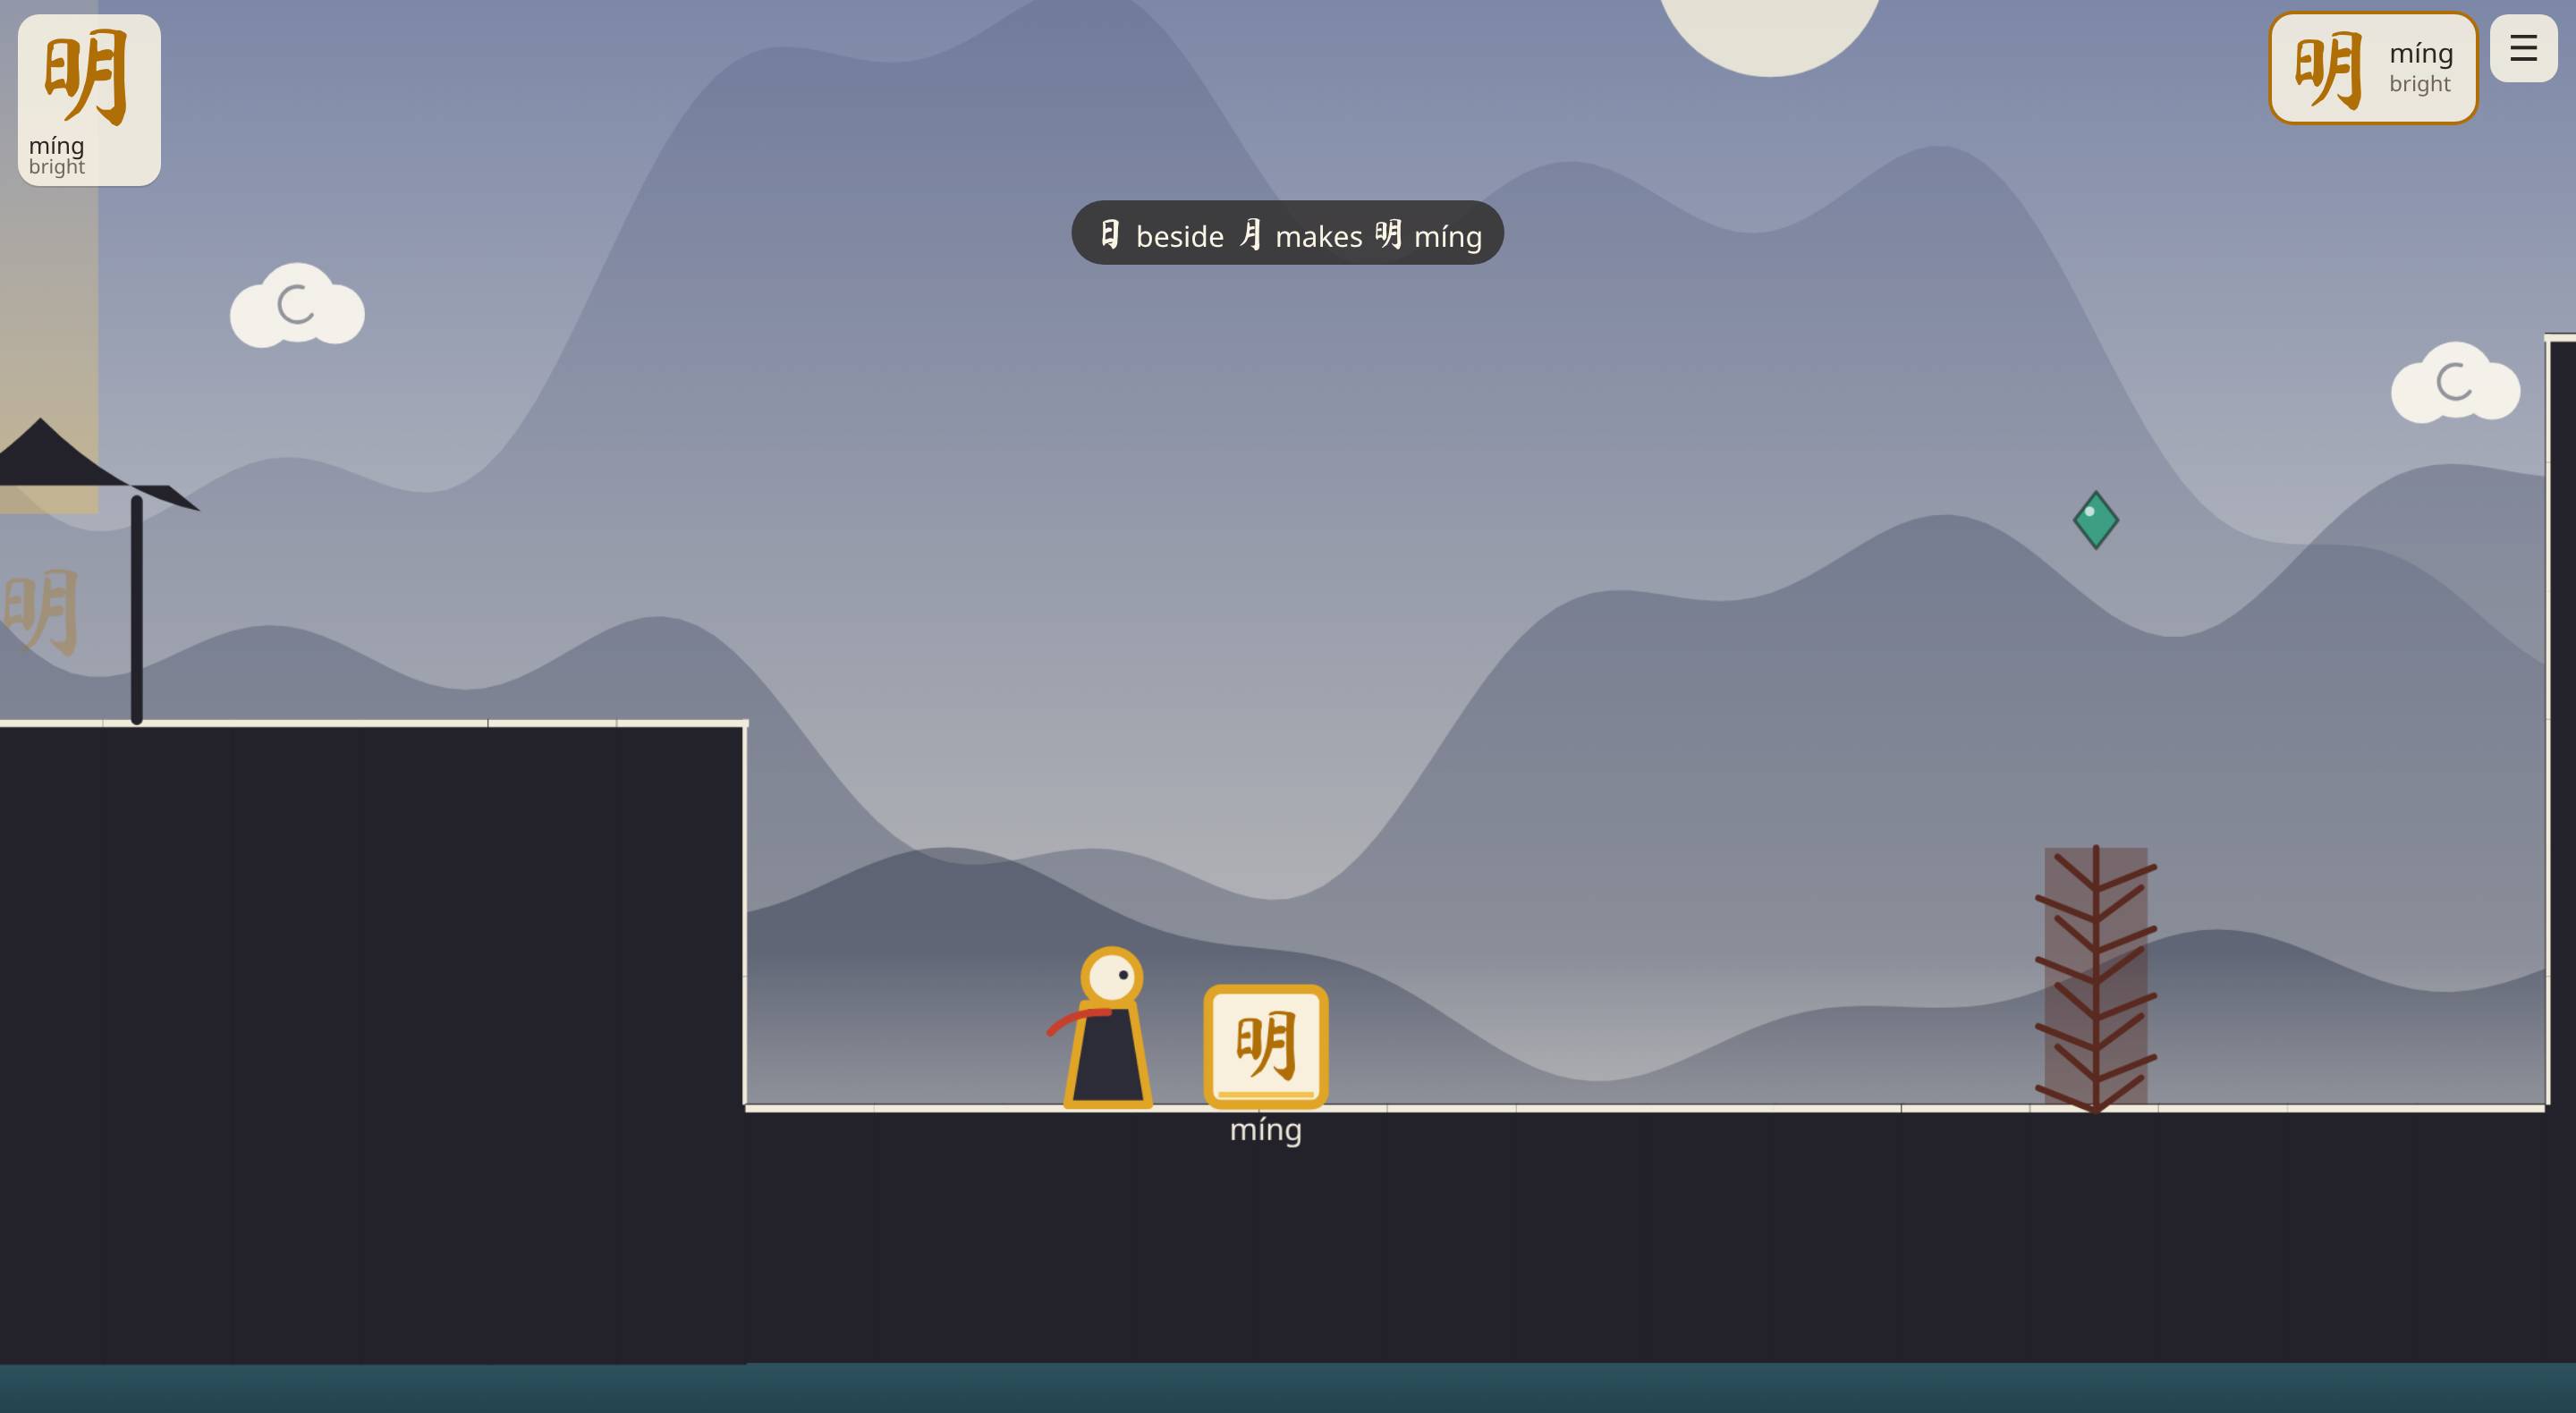 明
míng
bright
明
míng
bright
☰
日 beside 月 makes 明 míng
明
明
míng